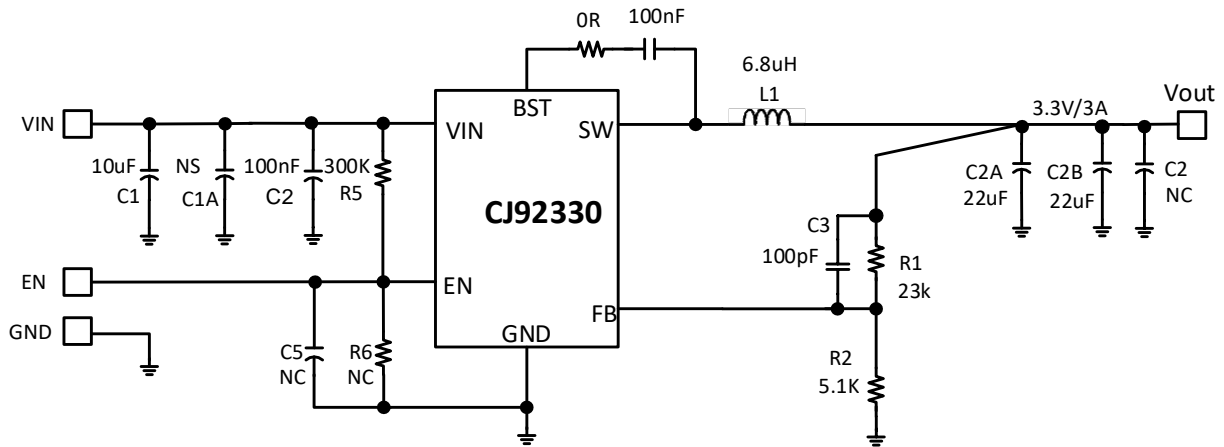 0R
100nF
6.8uH
L1
BST
VIN
VIN
SW
3.3V/3A
Vout
10uF
C1
NS
C1A
100nF
C2
300K
R5
CJ92330
C2A
22uF
C2B
22uF
C2
NC
C3
100pF
R1
23k
EN
EN
FB
GND
GND
C5
NC
R6
NC
R2
5.1K